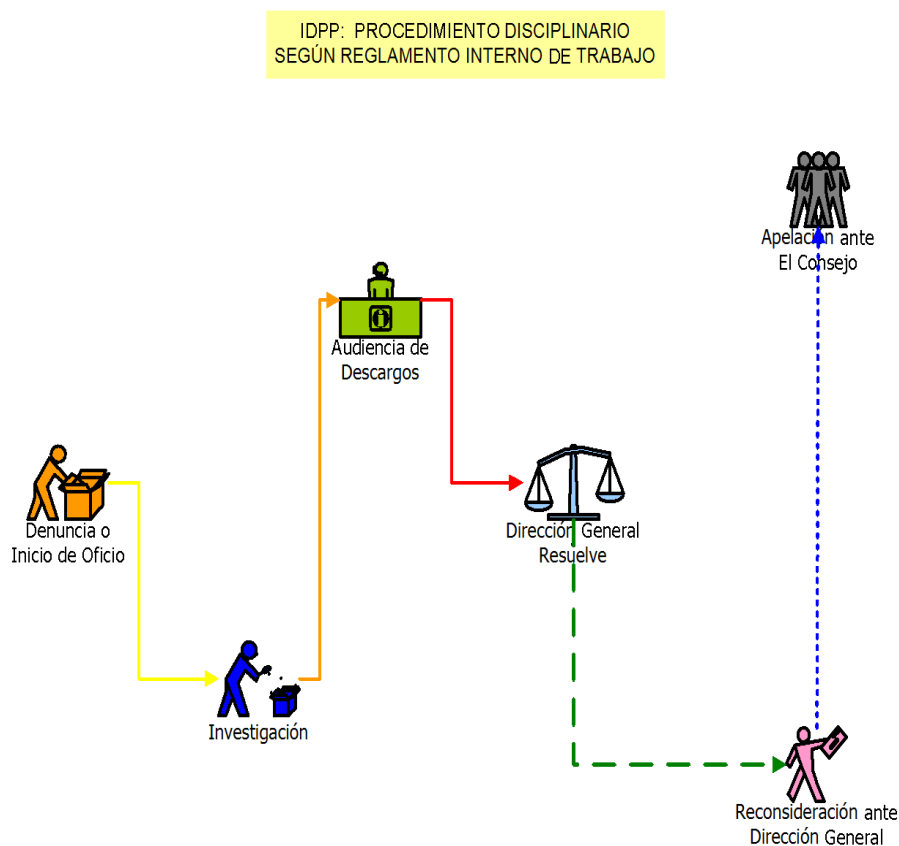 IDPP: PROCEDIMIENTO DISCIPLINARIO
SEGÚN REGLAMENTO INTERNO DE TRABAJO
Apelación ante
El Consejo
Audiencia de
Descargos
Denuncia o
Inicio de Oficio
Dirección General
Resuelve
Investigación
Reconsideración ante
Dirección General